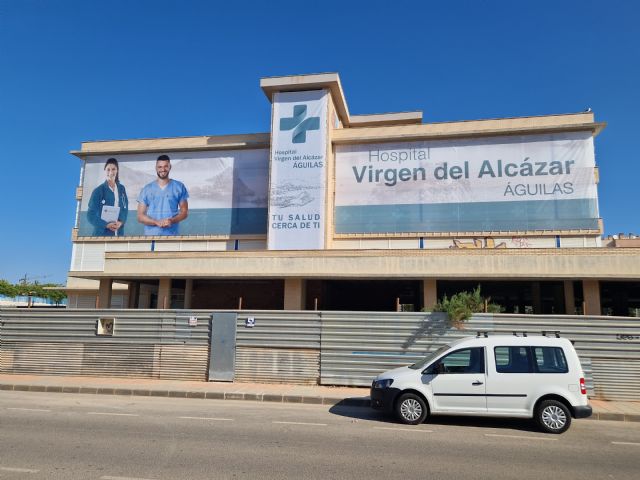 Hospital
Virgen del Alcázar
ÁGUILAS
TU SALUD
CERCA DE TI
Hospital
Virgen del Alcázar
ÁGUILAS